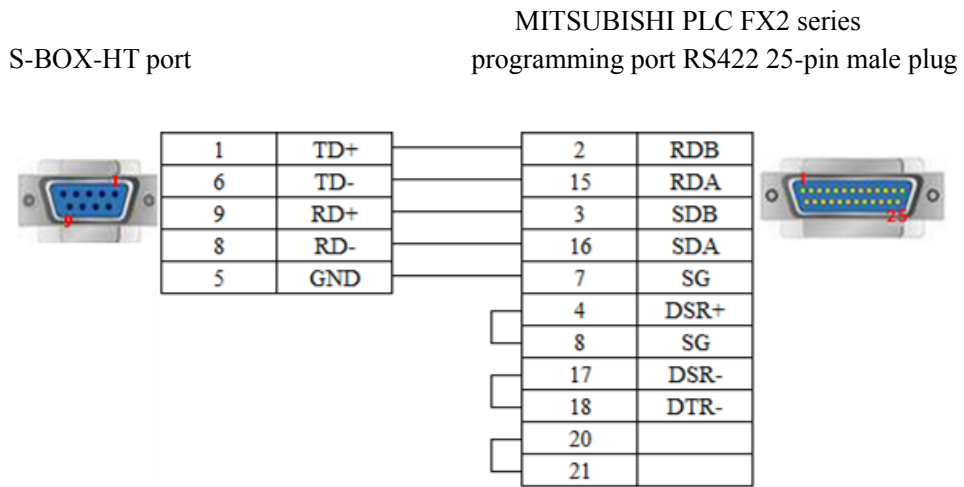 MITSUBISHI PLC FX2 series
S-BOX-HT port programming port RS422 25-pin male plug
1 TD+ 2 RDB
6 TD- 15 RDA
9 RD+ 3 SDB
8 RD- 16 SDA
5 GND 7 SG
4 DSR+
8 SG
17 DSR-
18 DTR-
20
21
1
9
1
25